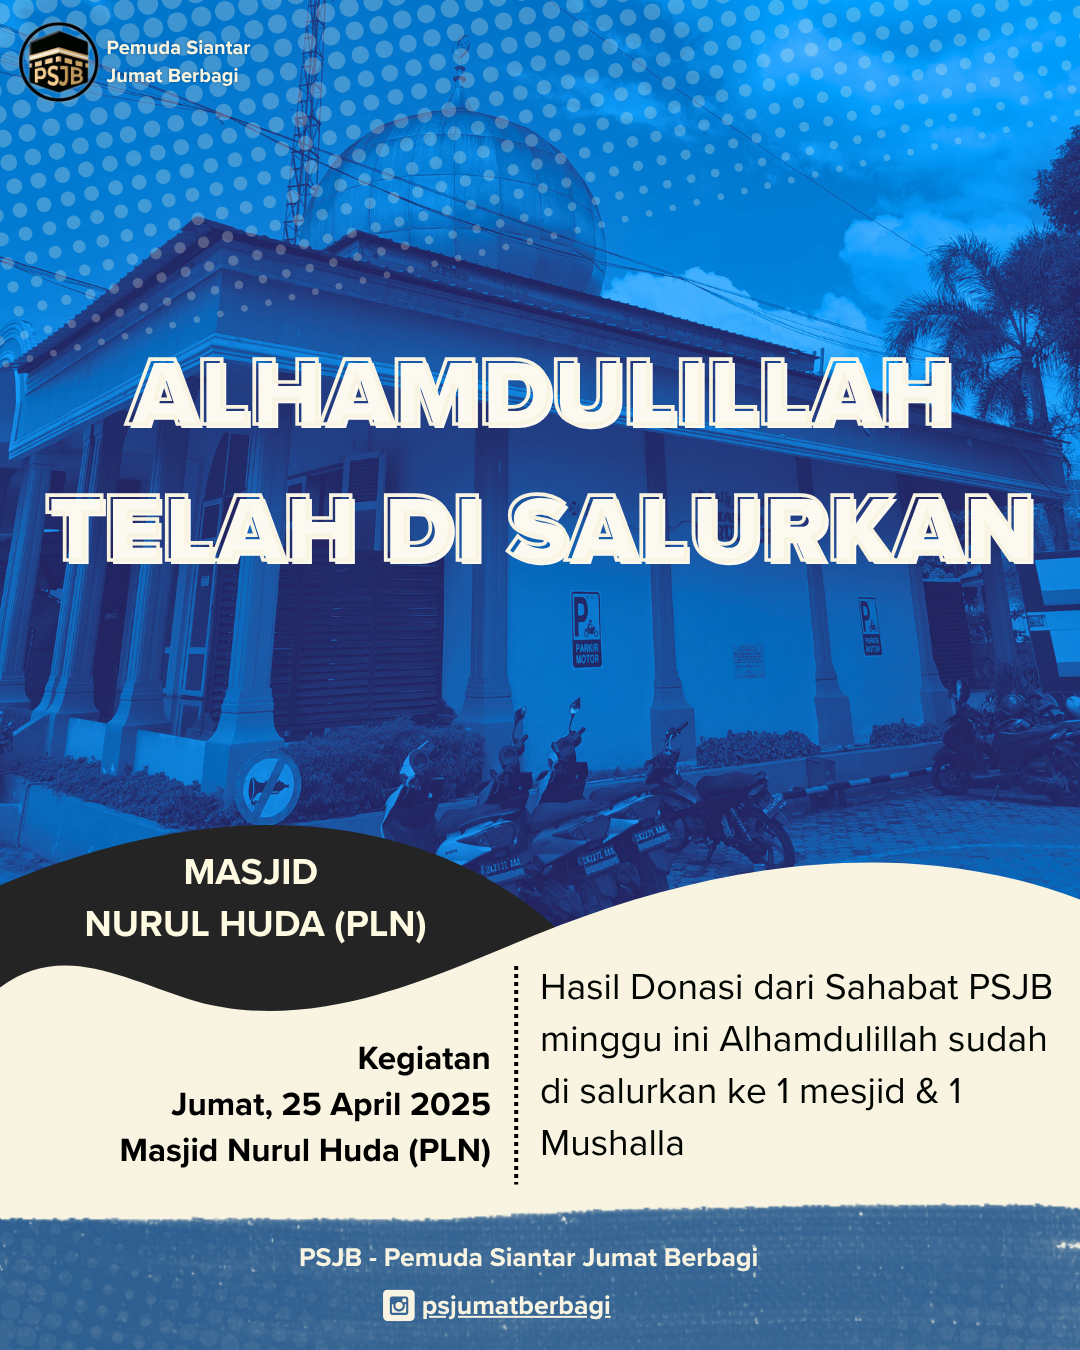 PSJB
Pemuda Siantar
Jumat Berbagi
ALHAMDULILLAH
TELAH DI SALURKAN
P
PARKIR
MOTOR
P
PARKIR
MOTOR
MASJID
NURUL HUDA (PLN)
Kegiatan
Jumat, 25 April 2025
Masjid Nurul Huda (PLN)
Hasil Donasi dari Sahabat PSJB
minggu ini Alhamdulillah sudah
di salurkan ke 1 mesjid & 1
Mushalla
PSJB - Pemuda Siantar Jumat Berbagi
psjumatberbagi